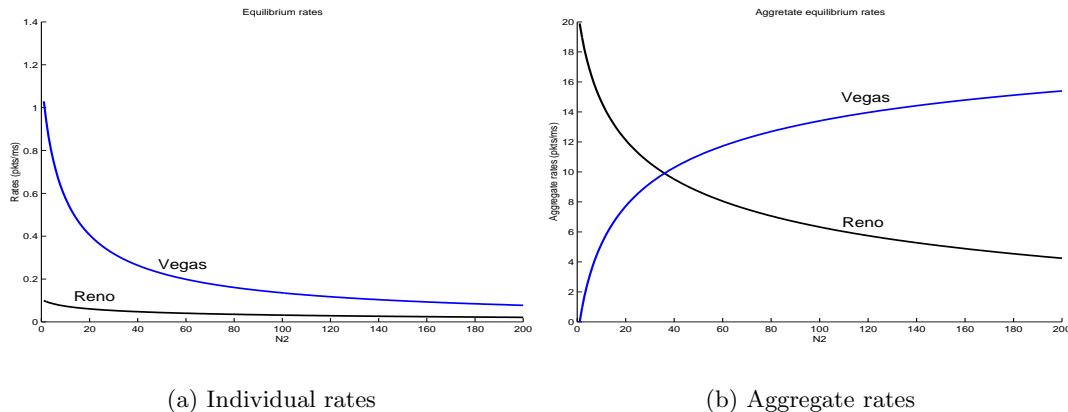 Equilibrium rates
1.4
1.2
1
0.8
0.6
0.4
0.2
0
Rates (pkts/ms)
Vegas
Reno
0 20 40 60 80 100 120 140 160 180 200
N2
(a) Individual rates
Aggretate equilibrium rates
20
18
16
14
12
10
8
6
4
2
0
Aggregate rates (pkts/ms)
Vegas
Reno
0 20 40 60 80 100 120 140 160 180 200
N2
(b) Aggregate rates